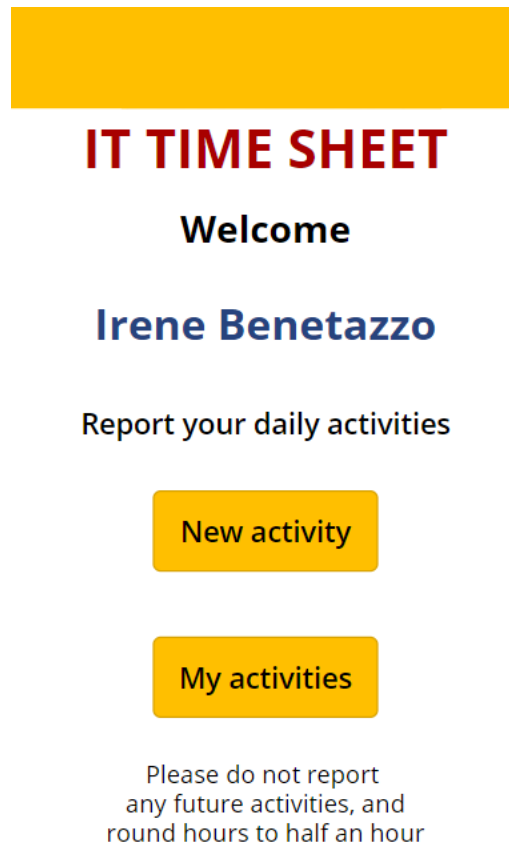 IT TIME SHEET
Welcome
Irene Benetazzo
Report your daily activities
New activity
My activities
Please do not report
any future activities, and
round hours to half an hour